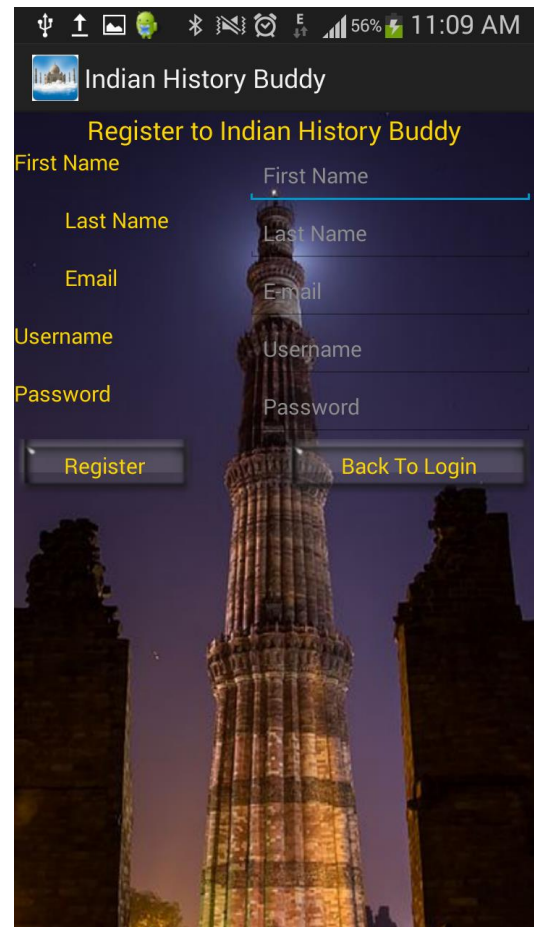 E 56% 11:09 AM
Indian History Buddy
Register to Indian History Buddy
First Name First Name
Last Name Last Name
Email E-mail
Username Username
Password Password
Register Back To Login